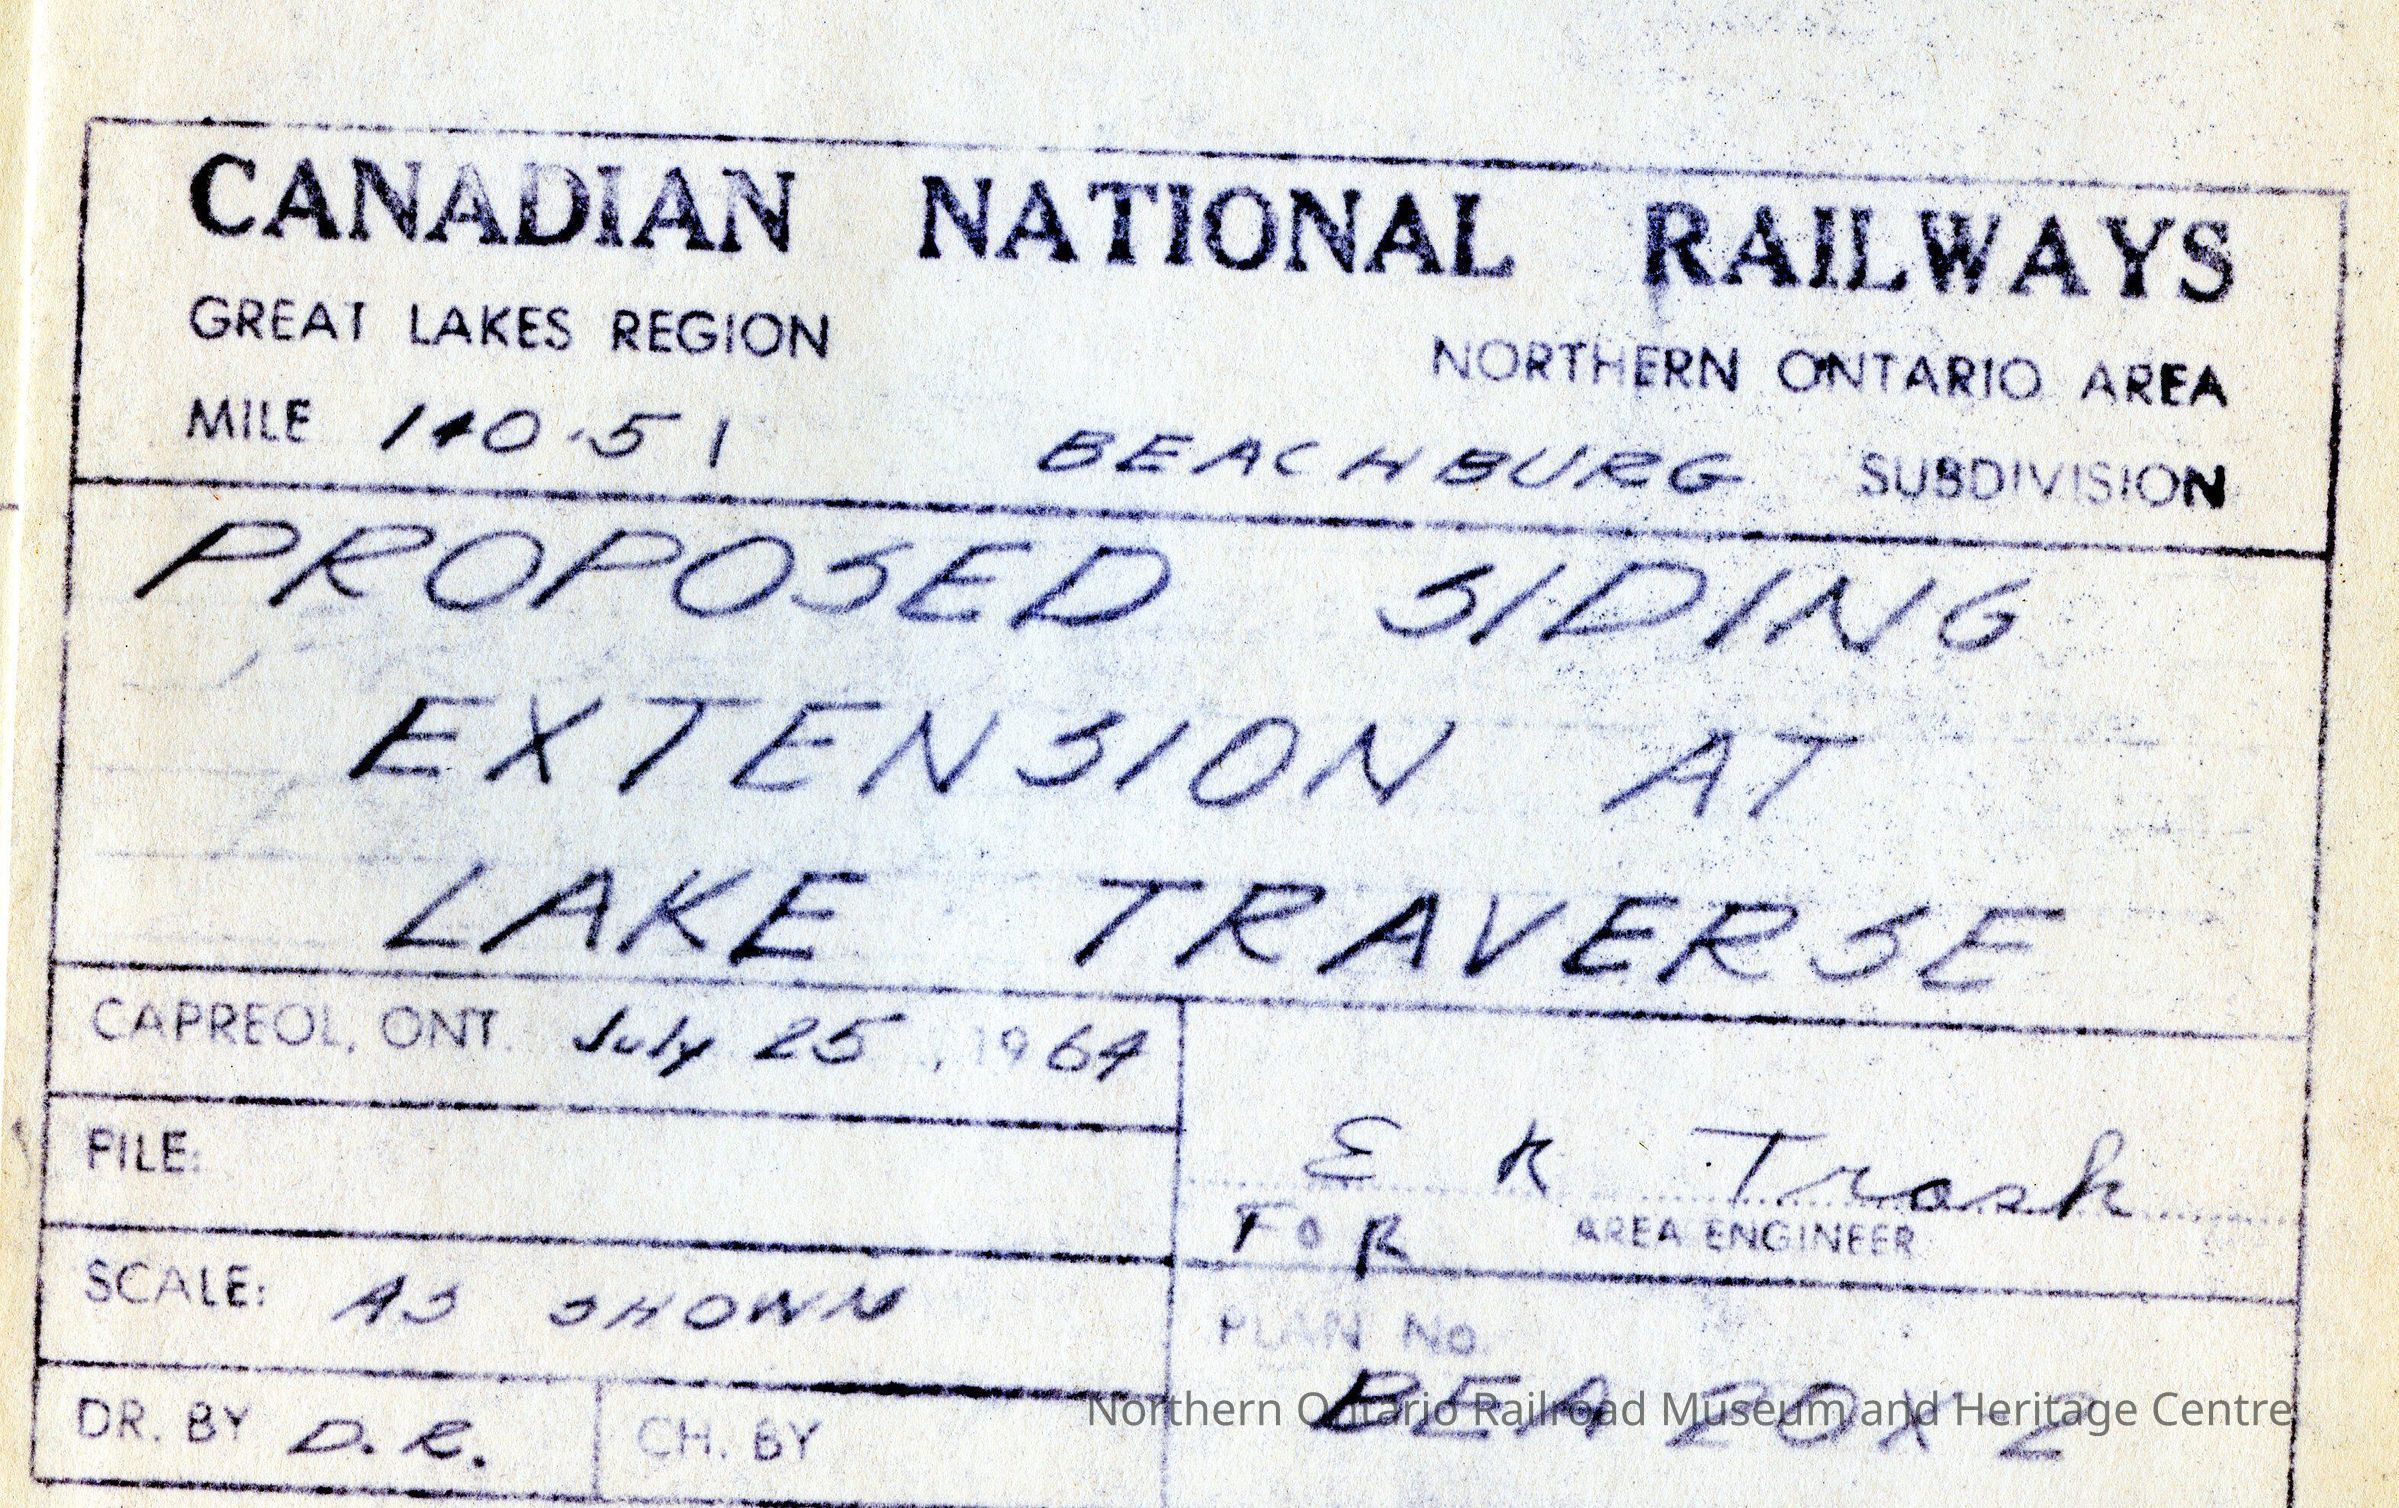 CANADIAN NATIONAL RAILWAYS
GREAT LAKES REGION
NORTHERN ONTARIO AREA
MILE 140.51 BEACHBURG SUBDIVISION
PROPOSED SIDING
EXTENSION AT
LAKE TRAVERSE
CAPREOL, ONT. July 25, 1964
FILE:
E K Trask
FOR AREA ENGINEER
SCALE: AS SHOWN
PLAN No.
BEA 20X2
DR. BY D.R. CH. BY
Northern Ontario Railroad Museum and Heritage Centre